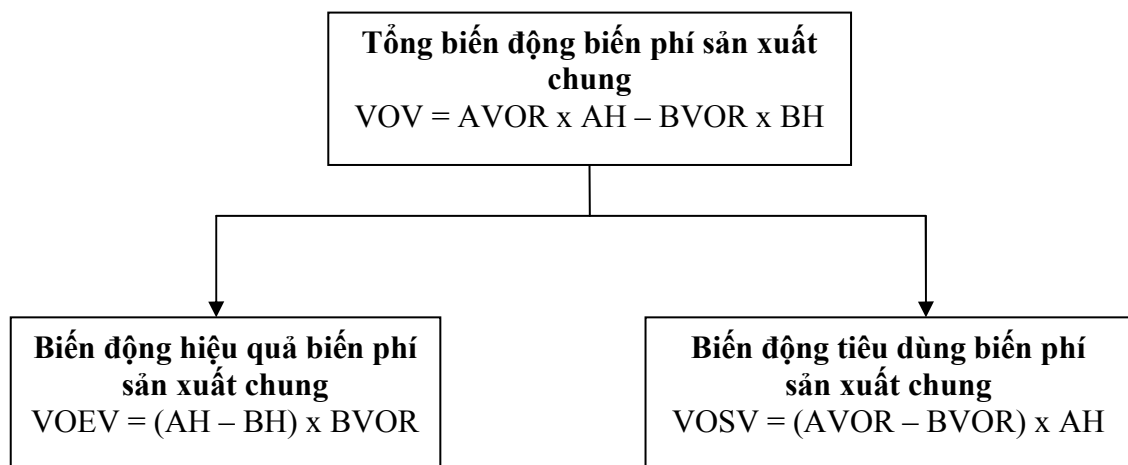 Tổng biến động biến phí sản xuất
chung
VOV = AVOR x AH – BVOR x BH
Biến động hiệu quả biến phí
sản xuất chung
VOEV = (AH – BH) x BVOR
Biến động tiêu dùng biến phí
sản xuất chung
VOSV = (AVOR – BVOR) x AH